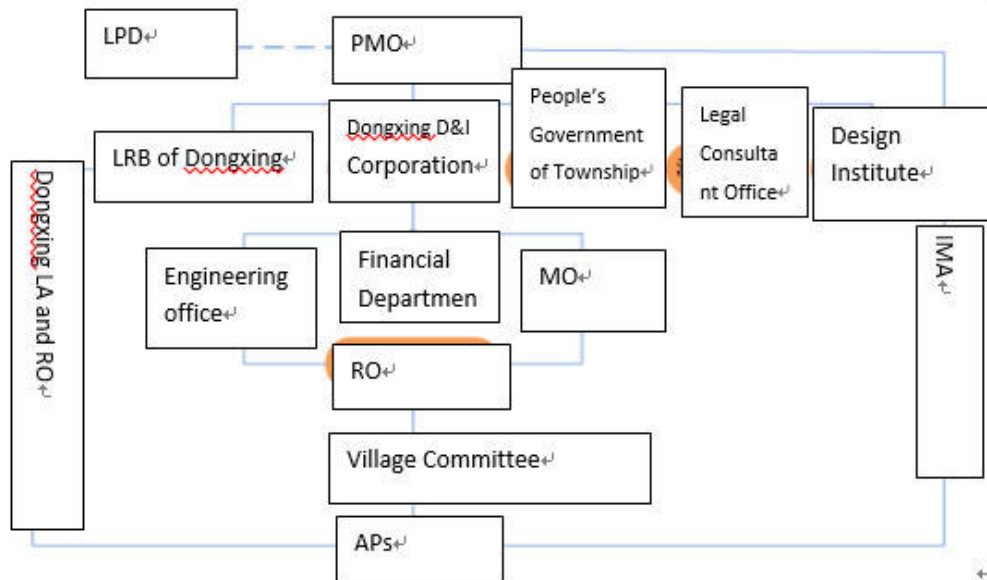 LPD
PMO
People's
Government
of Township
Legal
Consulta
nt Office
Design
Institute
Dongxing D&I
Corporation
LRB of Dongxing
Dongxing LA and RO
IMA
Engineering
office
Financial
Departmen
MO
RO
Village Committee
APs